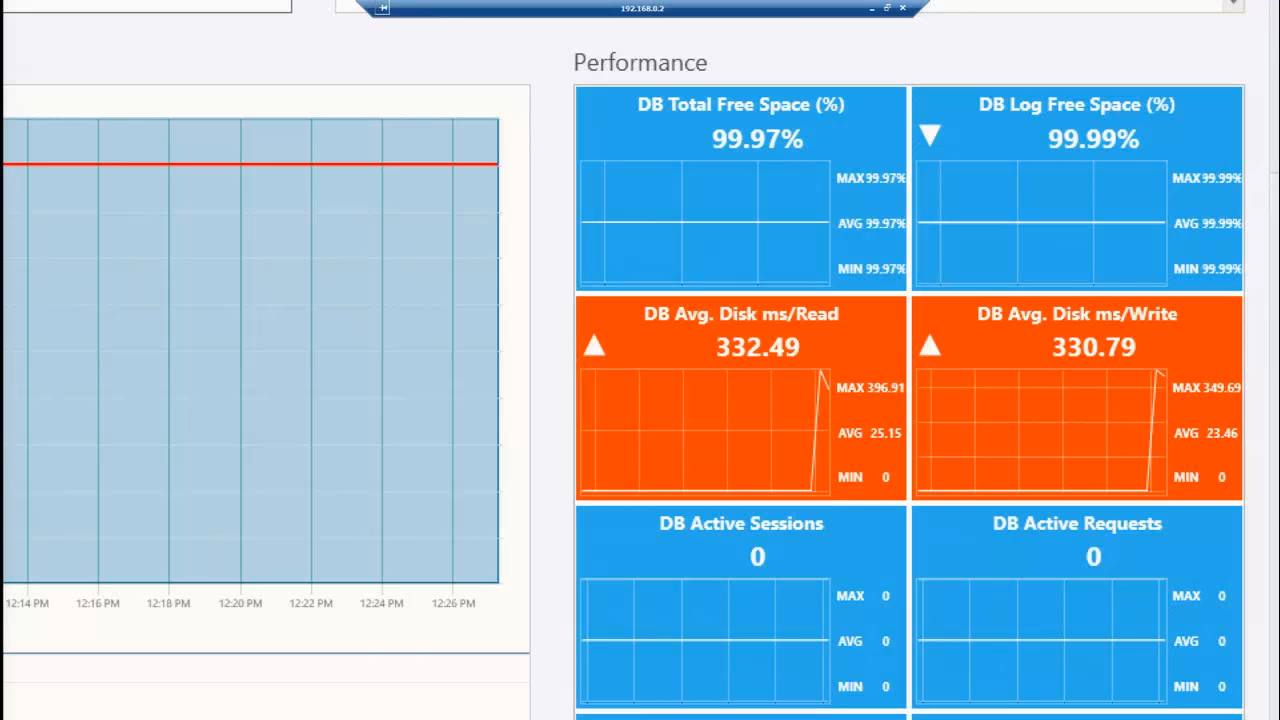 192.168.0.2
Performance
DB Total Free Space (%)
99.97%
MAX 99.97%
AVG 99.97%
MIN 99.97%
DB Log Free Space (%)
99.99%
MAX 99.99%
AVG 99.99%
MIN 99.99%
DB Avg. Disk ms/Read
332.49
MAX 396.91
AVG 25.15
MIN 0
DB Avg. Disk ms/Write
330.79
MAX 349.69
AVG 23.46
MIN 0
DB Active Sessions
0
MAX 0
AVG 0
MIN 0
DB Active Requests
0
MAX 0
AVG 0
MIN 0
12:14 PM 12:16 PM 12:18 PM 12:20 PM 12:22 PM 12:24 PM 12:26 PM